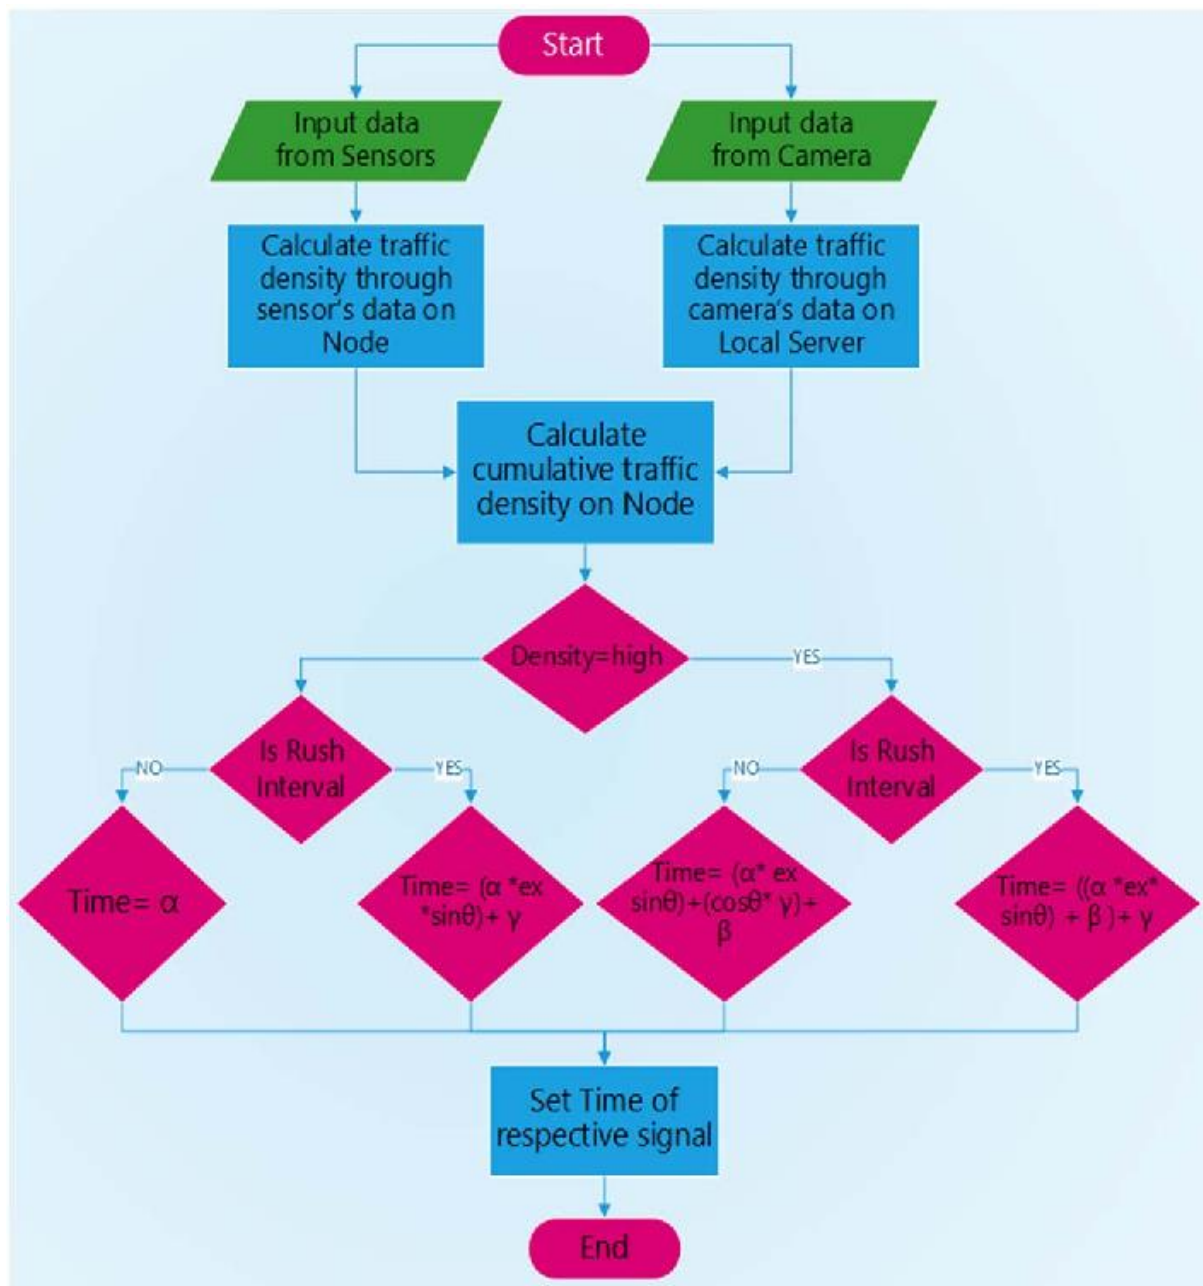 Start
Input data
from Sensors
Input data
from Camera
Calculate traffic
density through
sensor's data on
Node
Calculate traffic
density through
camera's data on
Local Server
Calculate
cumulative traffic
density on Node
Density=high
YES
Is Rush
Interval
Is Rush
Interval
NO
YES
NO
YES
Time= α
Time= (α *ex
*sinθ)+ γ
Time= (α* ex
sinθ)+(cosθ* γ)+
β
Time= ((α *ex*
sinθ) + β )+ γ
Set Time of
respective signal
End